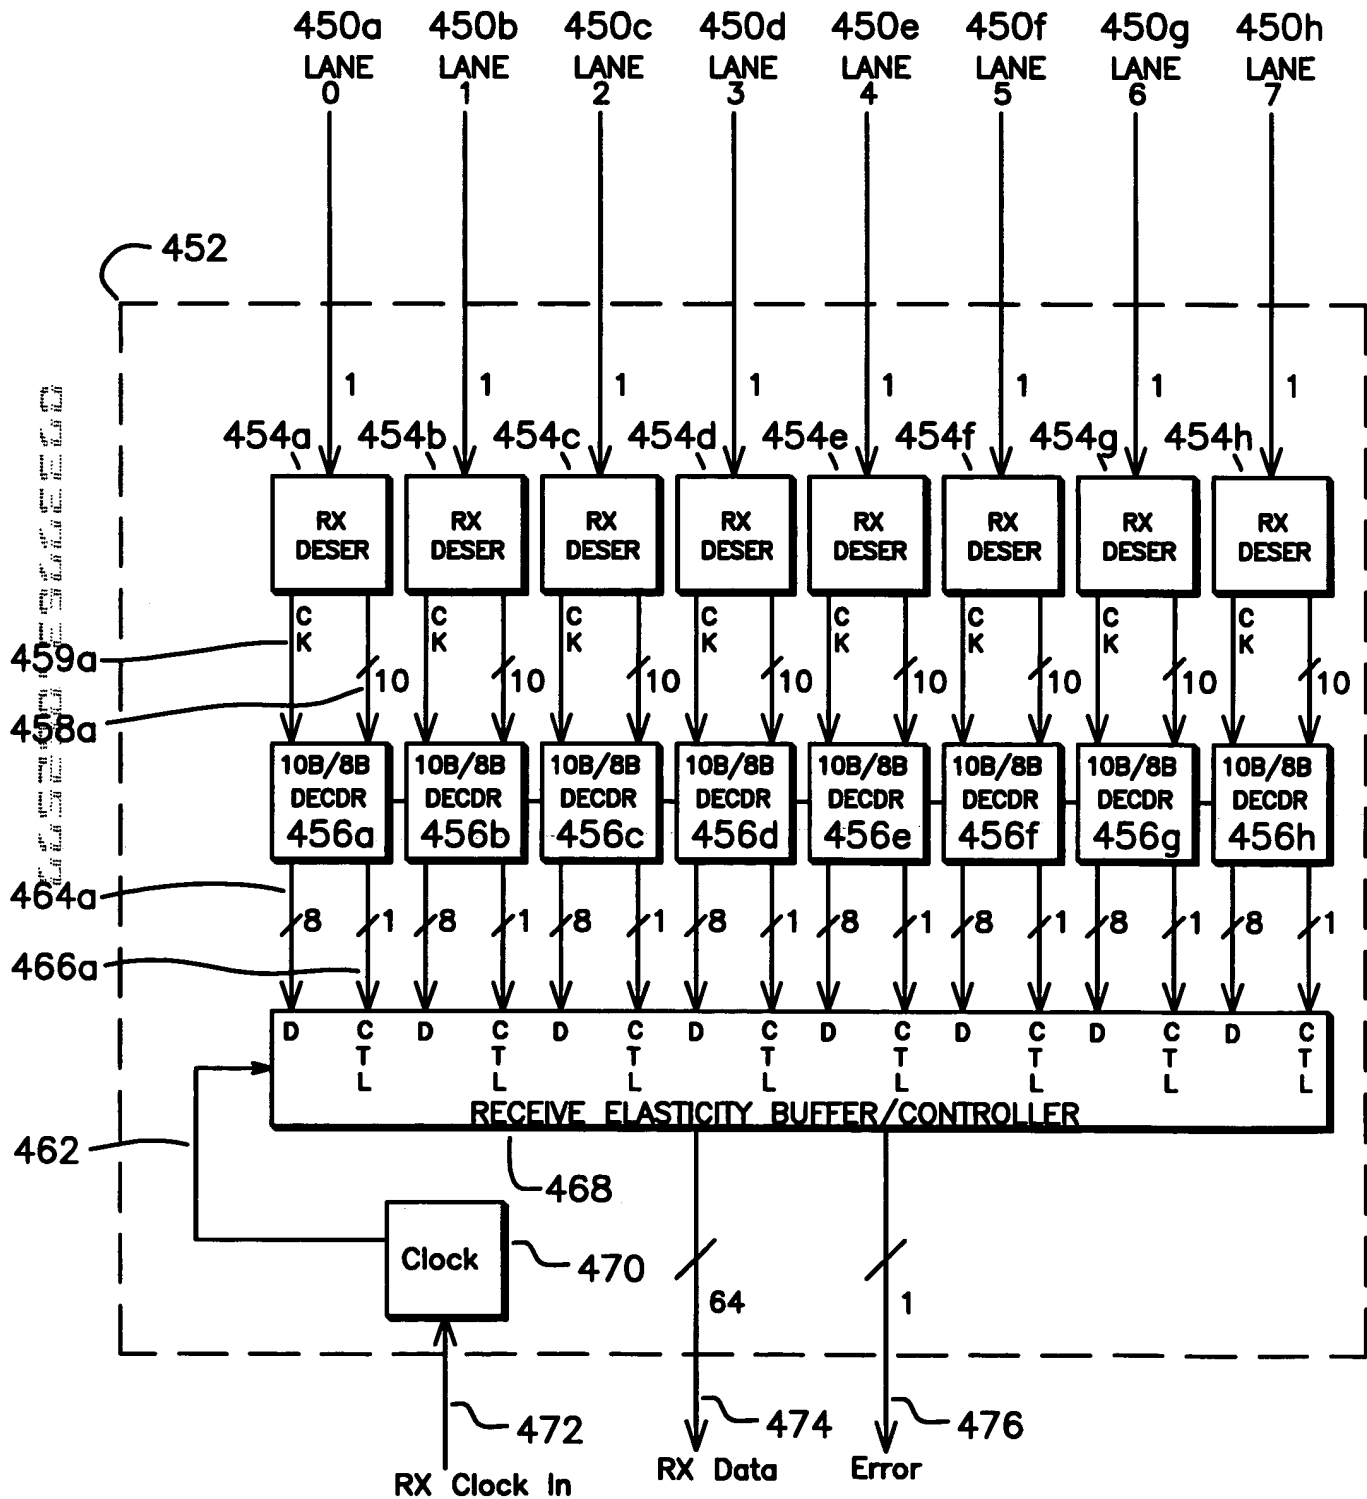 450a 450b 450c 450d 450e 450f 450g 450h
LANE LANE LANE LANE LANE LANE LANE LANE
0 1 2 3 4 5 6 7
452
1 1 1 1 1 1 1 1
454a 454b 454c 454d 454e 454f 454g 454h
RX RX RX RX RX RX RX RX
DESER DESER DESER DESER DESER DESER DESER DESER
C C C C C C C C
K K K K K K K K
459a
10 10 10 10 10 10 10 10
458a
10B/8B 10B/8B 10B/8B 10B/8B 10B/8B 10B/8B 10B/8B 10B/8B
DECDR DECDR DECDR DECDR DECDR DECDR DECDR DECDR
456a 456b 456c 456d 456e 456f 456g 456h
464a
8 1 8 1 8 1 8 1 8 1 8 1 8 1 8 1
466a
D C D C D C D C D C D C D C D C
T T T T T T T T
L L L L L L L L
RECEIVE ELASTICITY BUFFER/CONTROLLER
462
468
Clock
470
64 1
472
474
476
RX Clock In
RX Data
Error